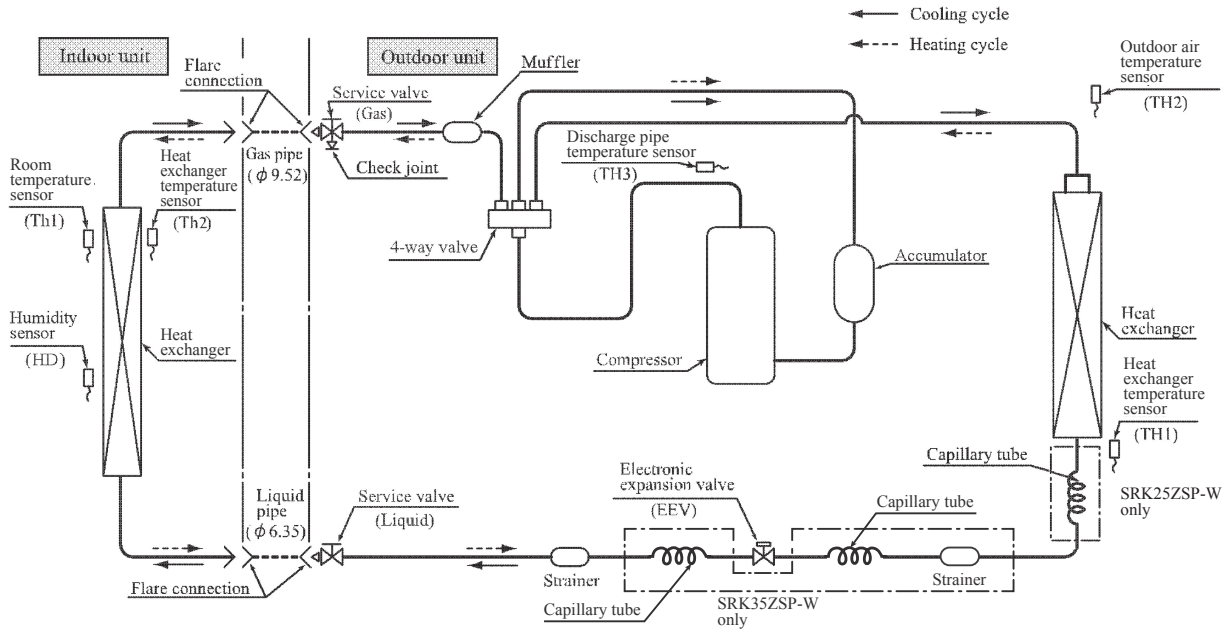 Cooling cycle
Heating cycle
Indoor unit
Outdoor unit
Flare
connection
Service valve
(Gas)
Muffler
Outdoor air
temperature
sensor
(TH2)
Gas pipe
(ϕ 9.52)
Check joint
Discharge pipe
temperature sensor
(TH3)
Room
temperature
sensor
(Th1)
Heat
exchanger
temperature
sensor
(Th2)
4-way valve
Accumulator
Humidity
sensor
(HD)
Heat
exchanger
Compressor
Heat
exchanger
Heat
exchanger
temperature
sensor
(TH1)
Capillary tube
SRK25ZSP-W
only
Liquid
pipe
(ϕ 6.35)
Service valve
(Liquid)
Electronic
expansion valve
(EEV)
Capillary tube
Flare connection
Strainer
Capillary tube
SRK35ZSP-W
only
Strainer